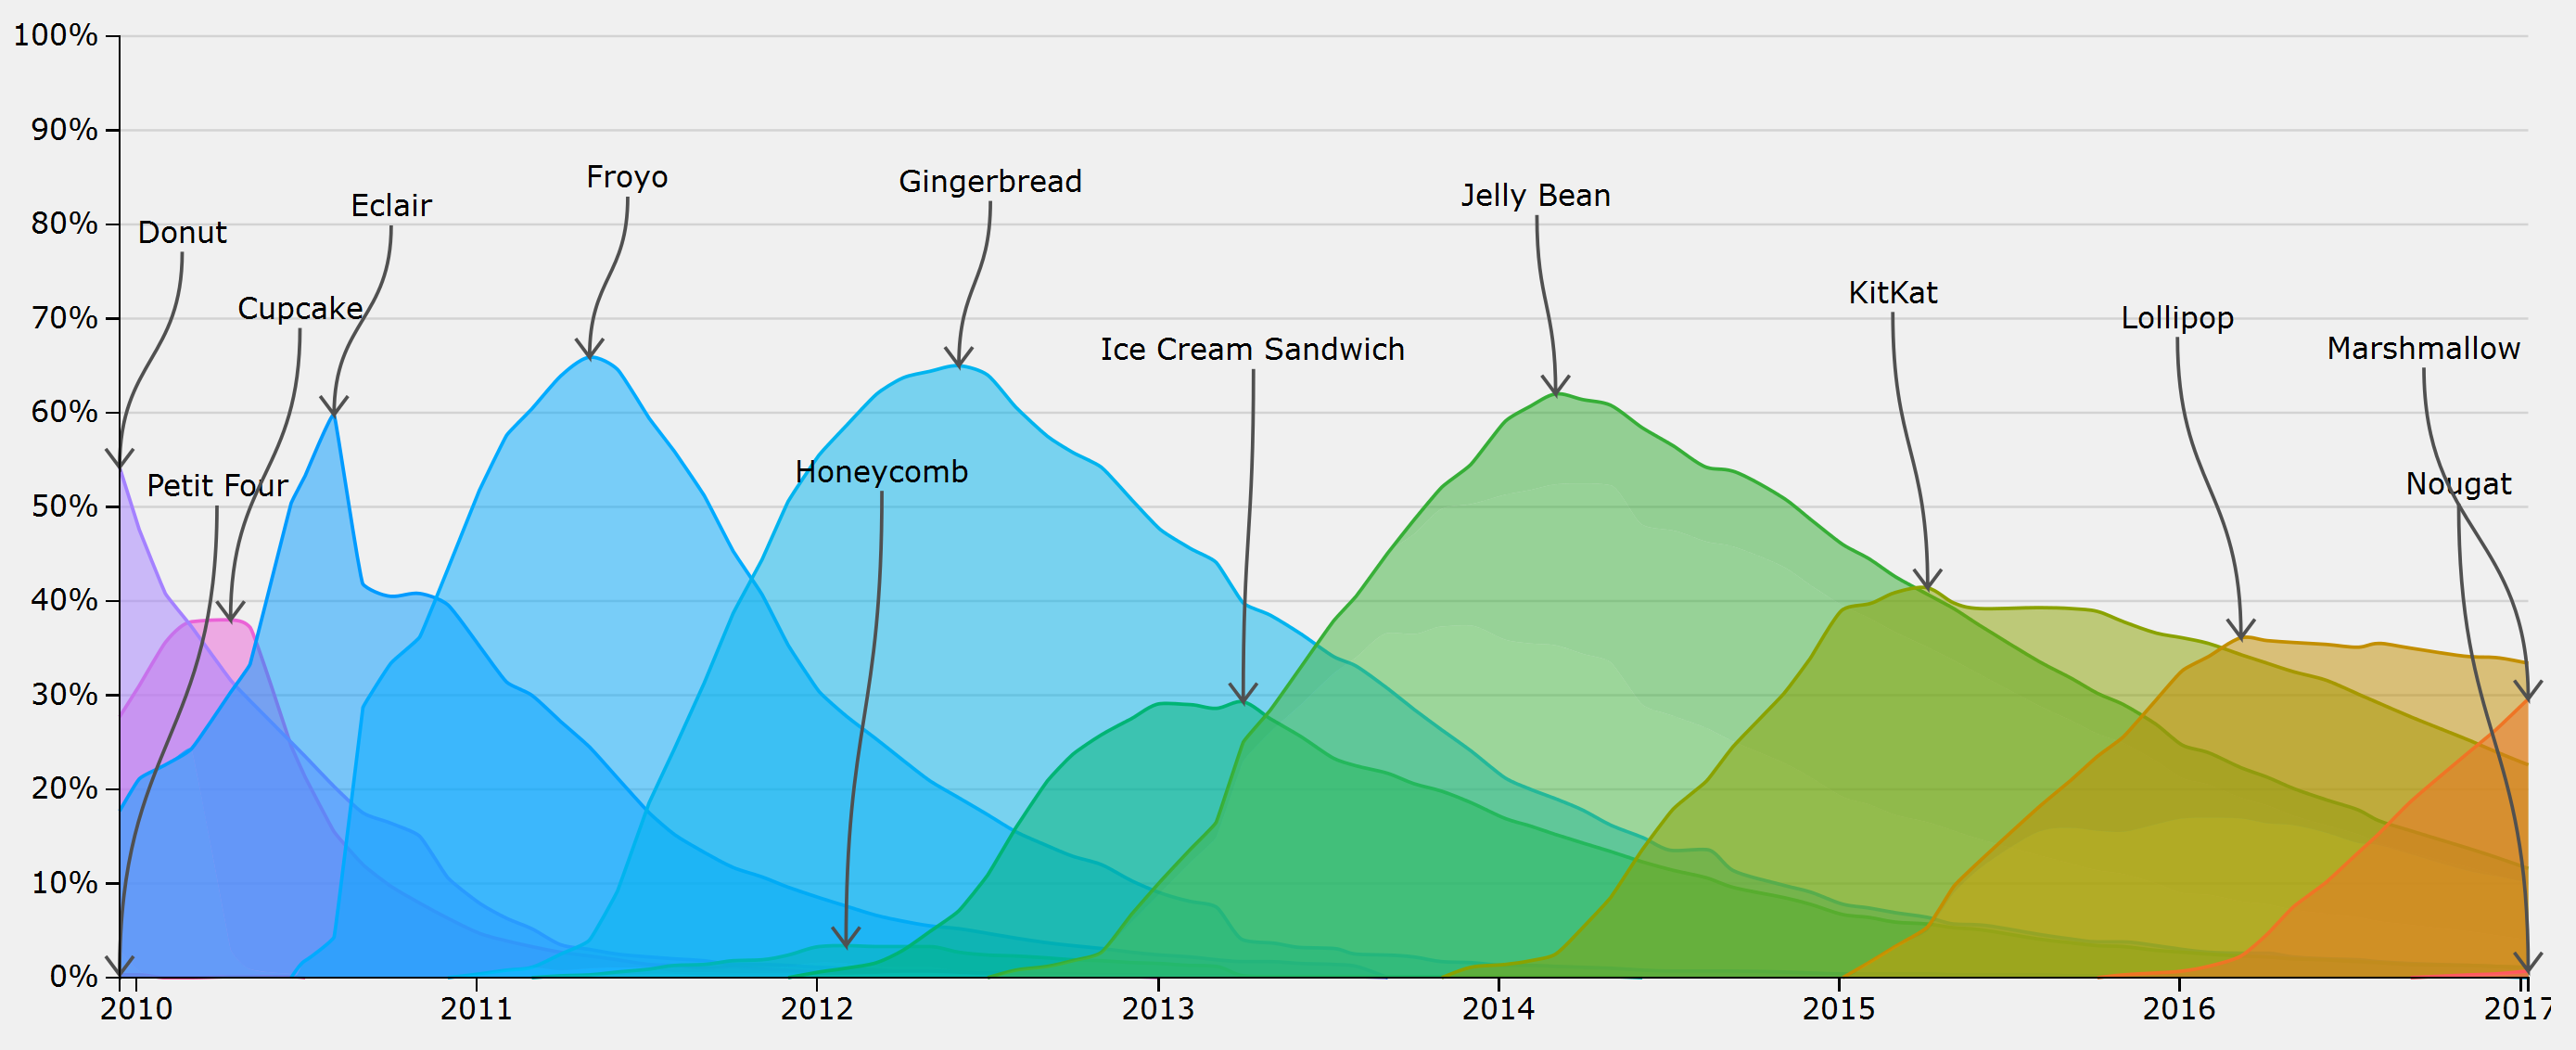 100%
90%
80%
70%
60%
50%
40%
30%
20%
10%
0%
Donut
Petit Four
Cupcake
Eclair
Froyo
Gingerbread
Honeycomb
Ice Cream Sandwich
Jelly Bean
KitKat
Lollipop
Marshmallow
Nougat
2010 2011 2012 2013 2014 2015 2016 2017